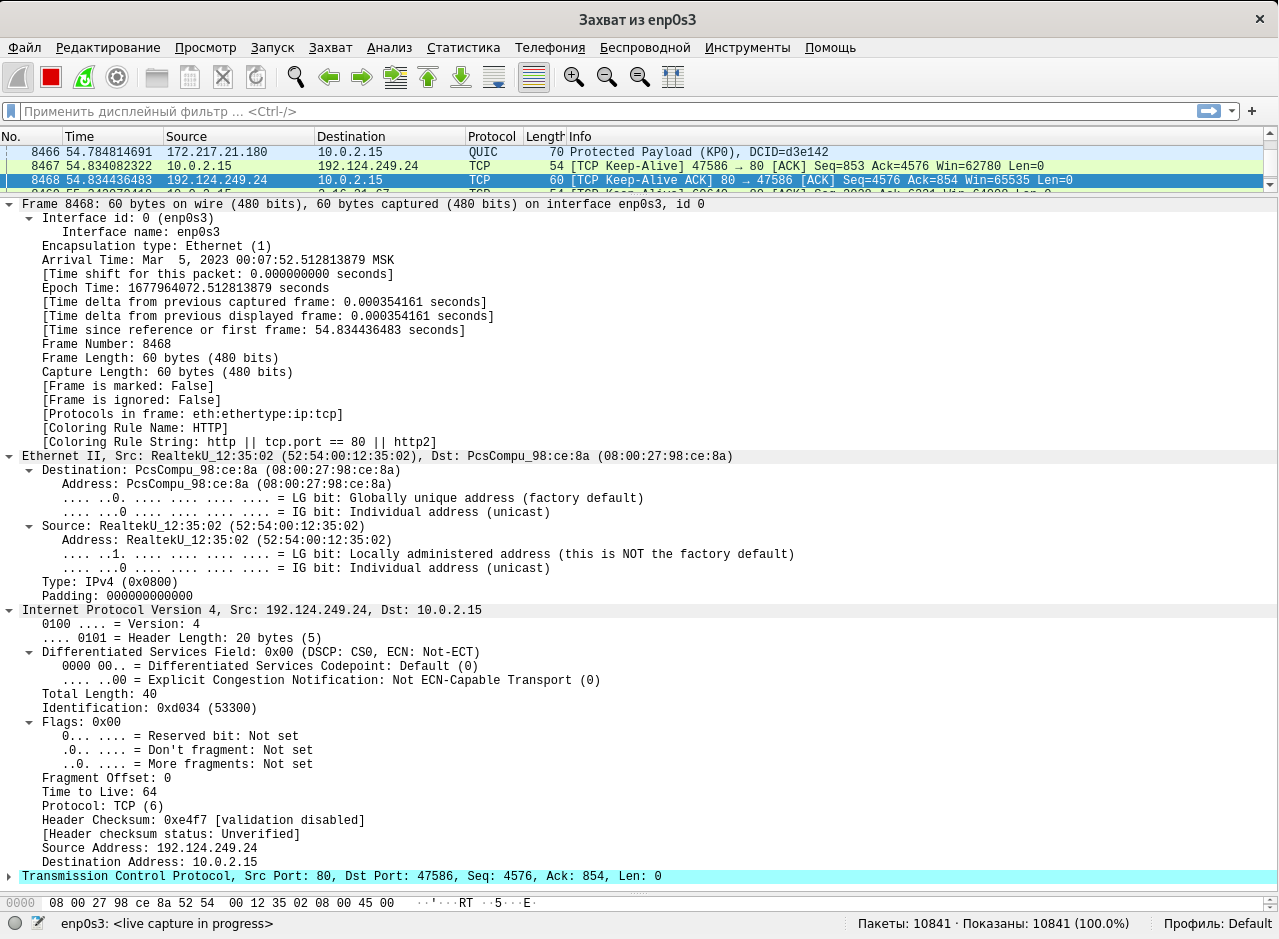 Захват из enp0s3
Файл Редактирование Просмотр Запуск Захват Анализ Статистика Телефония Беспроводной Инструменты Помощь
Применить дисплейный фильтр ... <Ctrl-/>
No. Time Source Destination Protocol Length Info
8466 54.784814691 172.217.21.180 10.0.2.15 QUIC 70 Protected Payload (KP0), DCID=d3e142
8467 54.834082322 10.0.2.15 192.124.249.24 TCP 54 [TCP Keep-Alive] 47586 → 80 [ACK] Seq=853 Ack=4576 Win=62780 Len=0
8468 54.834436483 192.124.249.24 10.0.2.15 TCP 60 [TCP Keep-Alive ACK] 80 → 47586 [ACK] Seq=4576 Ack=854 Win=65535 Len=0
Frame 8468: 60 bytes on wire (480 bits), 60 bytes captured (480 bits) on interface enp0s3, id 0
Interface id: 0 (enp0s3)
Interface name: enp0s3
Encapsulation type: Ethernet (1)
Arrival Time: Mar  5, 2023 00:07:52.512813879 MSK
[Time shift for this packet: 0.000000000 seconds]
Epoch Time: 1677964072.512813879 seconds
[Time delta from previous captured frame: 0.000354161 seconds]
[Time delta from previous displayed frame: 0.000354161 seconds]
[Time since reference or first frame: 54.834436483 seconds]
Frame Number: 8468
Frame Length: 60 bytes (480 bits)
Capture Length: 60 bytes (480 bits)
[Frame is marked: False]
[Frame is ignored: False]
[Protocols in frame: eth:ethertype:ip:tcp]
[Coloring Rule Name: HTTP]
[Coloring Rule String: http || tcp.port == 80 || http2]
Ethernet II, Src: RealtekU_12:35:02 (52:54:00:12:35:02), Dst: PcsCompu_98:ce:8a (08:00:27:98:ce:8a)
Destination: PcsCompu_98:ce:8a (08:00:27:98:ce:8a)
Address: PcsCompu_98:ce:8a (08:00:27:98:ce:8a)
.... ..0. .... .... .... .... = LG bit: Globally unique address (factory default)
.... ...0 .... .... .... .... = IG bit: Individual address (unicast)
Source: RealtekU_12:35:02 (52:54:00:12:35:02)
Address: RealtekU_12:35:02 (52:54:00:12:35:02)
.... ..1. .... .... .... .... = LG bit: Locally administered address (this is NOT the factory default)
.... ...0 .... .... .... .... = IG bit: Individual address (unicast)
Type: IPv4 (0x0800)
Padding: 000000000000
Internet Protocol Version 4, Src: 192.124.249.24, Dst: 10.0.2.15
0100 .... = Version: 4
.... 0101 = Header Length: 20 bytes (5)
Differentiated Services Field: 0x00 (DSCP: CS0, ECN: Not-ECT)
0000 00.. = Differentiated Services Codepoint: Default (0)
.... ..00 = Explicit Congestion Notification: Not ECN-Capable Transport (0)
Total Length: 40
Identification: 0xd034 (53300)
Flags: 0x00
0... .... = Reserved bit: Not set
.0.. .... = Don't fragment: Not set
..0. .... = More fragments: Not set
Fragment Offset: 0
Time to Live: 64
Protocol: TCP (6)
Header Checksum: 0xe4f7 [validation disabled]
[Header checksum status: Unverified]
Source Address: 192.124.249.24
Destination Address: 10.0.2.15
Transmission Control Protocol, Src Port: 80, Dst Port: 47586, Seq: 4576, Ack: 854, Len: 0
0000 08 00 27 98 ce 8a 52 54 00 12 35 02 08 00 45 00 ··'···RT ··5···E·
enp0s3: <live capture in progress> Пакеты: 10841 · Показаны: 10841 (100.0%) Профиль: Default